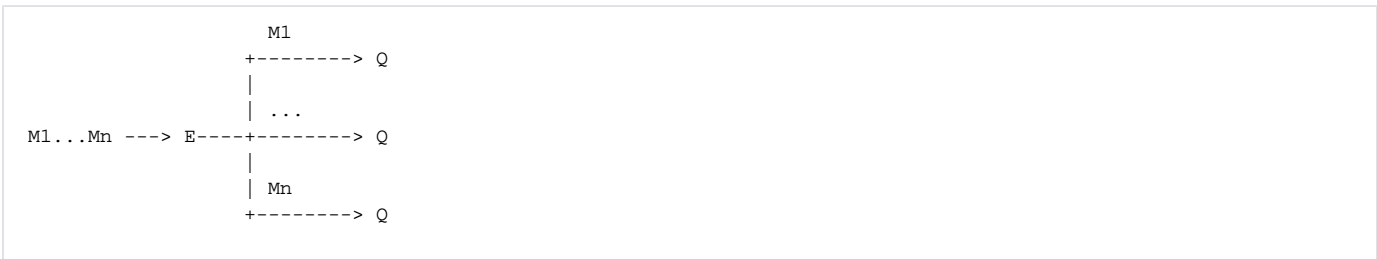 M1
                        +--------> Q
                        |
                        | ...
M1...Mn ---> E----+--------> Q
                        |
                        | Mn
                        +--------> Q